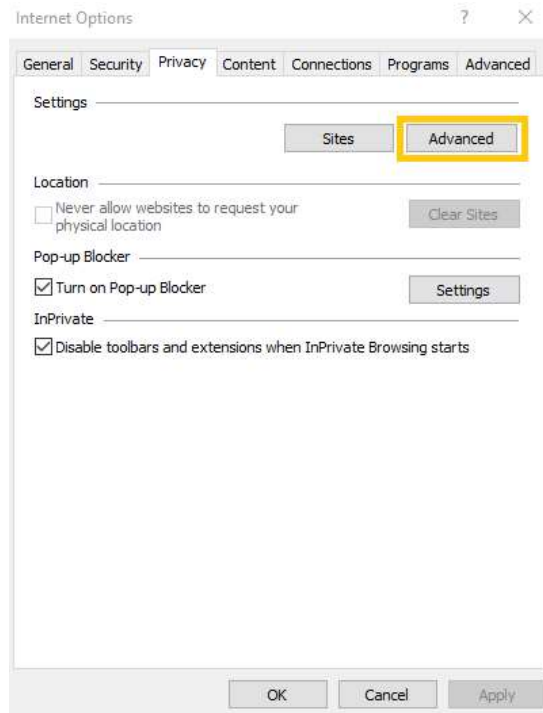 Internet Options ? ×
General Security Privacy Content Connections Programs Advanced
Settings
Sites Advanced
Location
Never allow websites to request your
physical location
Clear Sites
Pop-up Blocker
Turn on Pop-up Blocker Settings
InPrivate
Disable toolbars and extensions when InPrivate Browsing starts
OK Cancel Apply